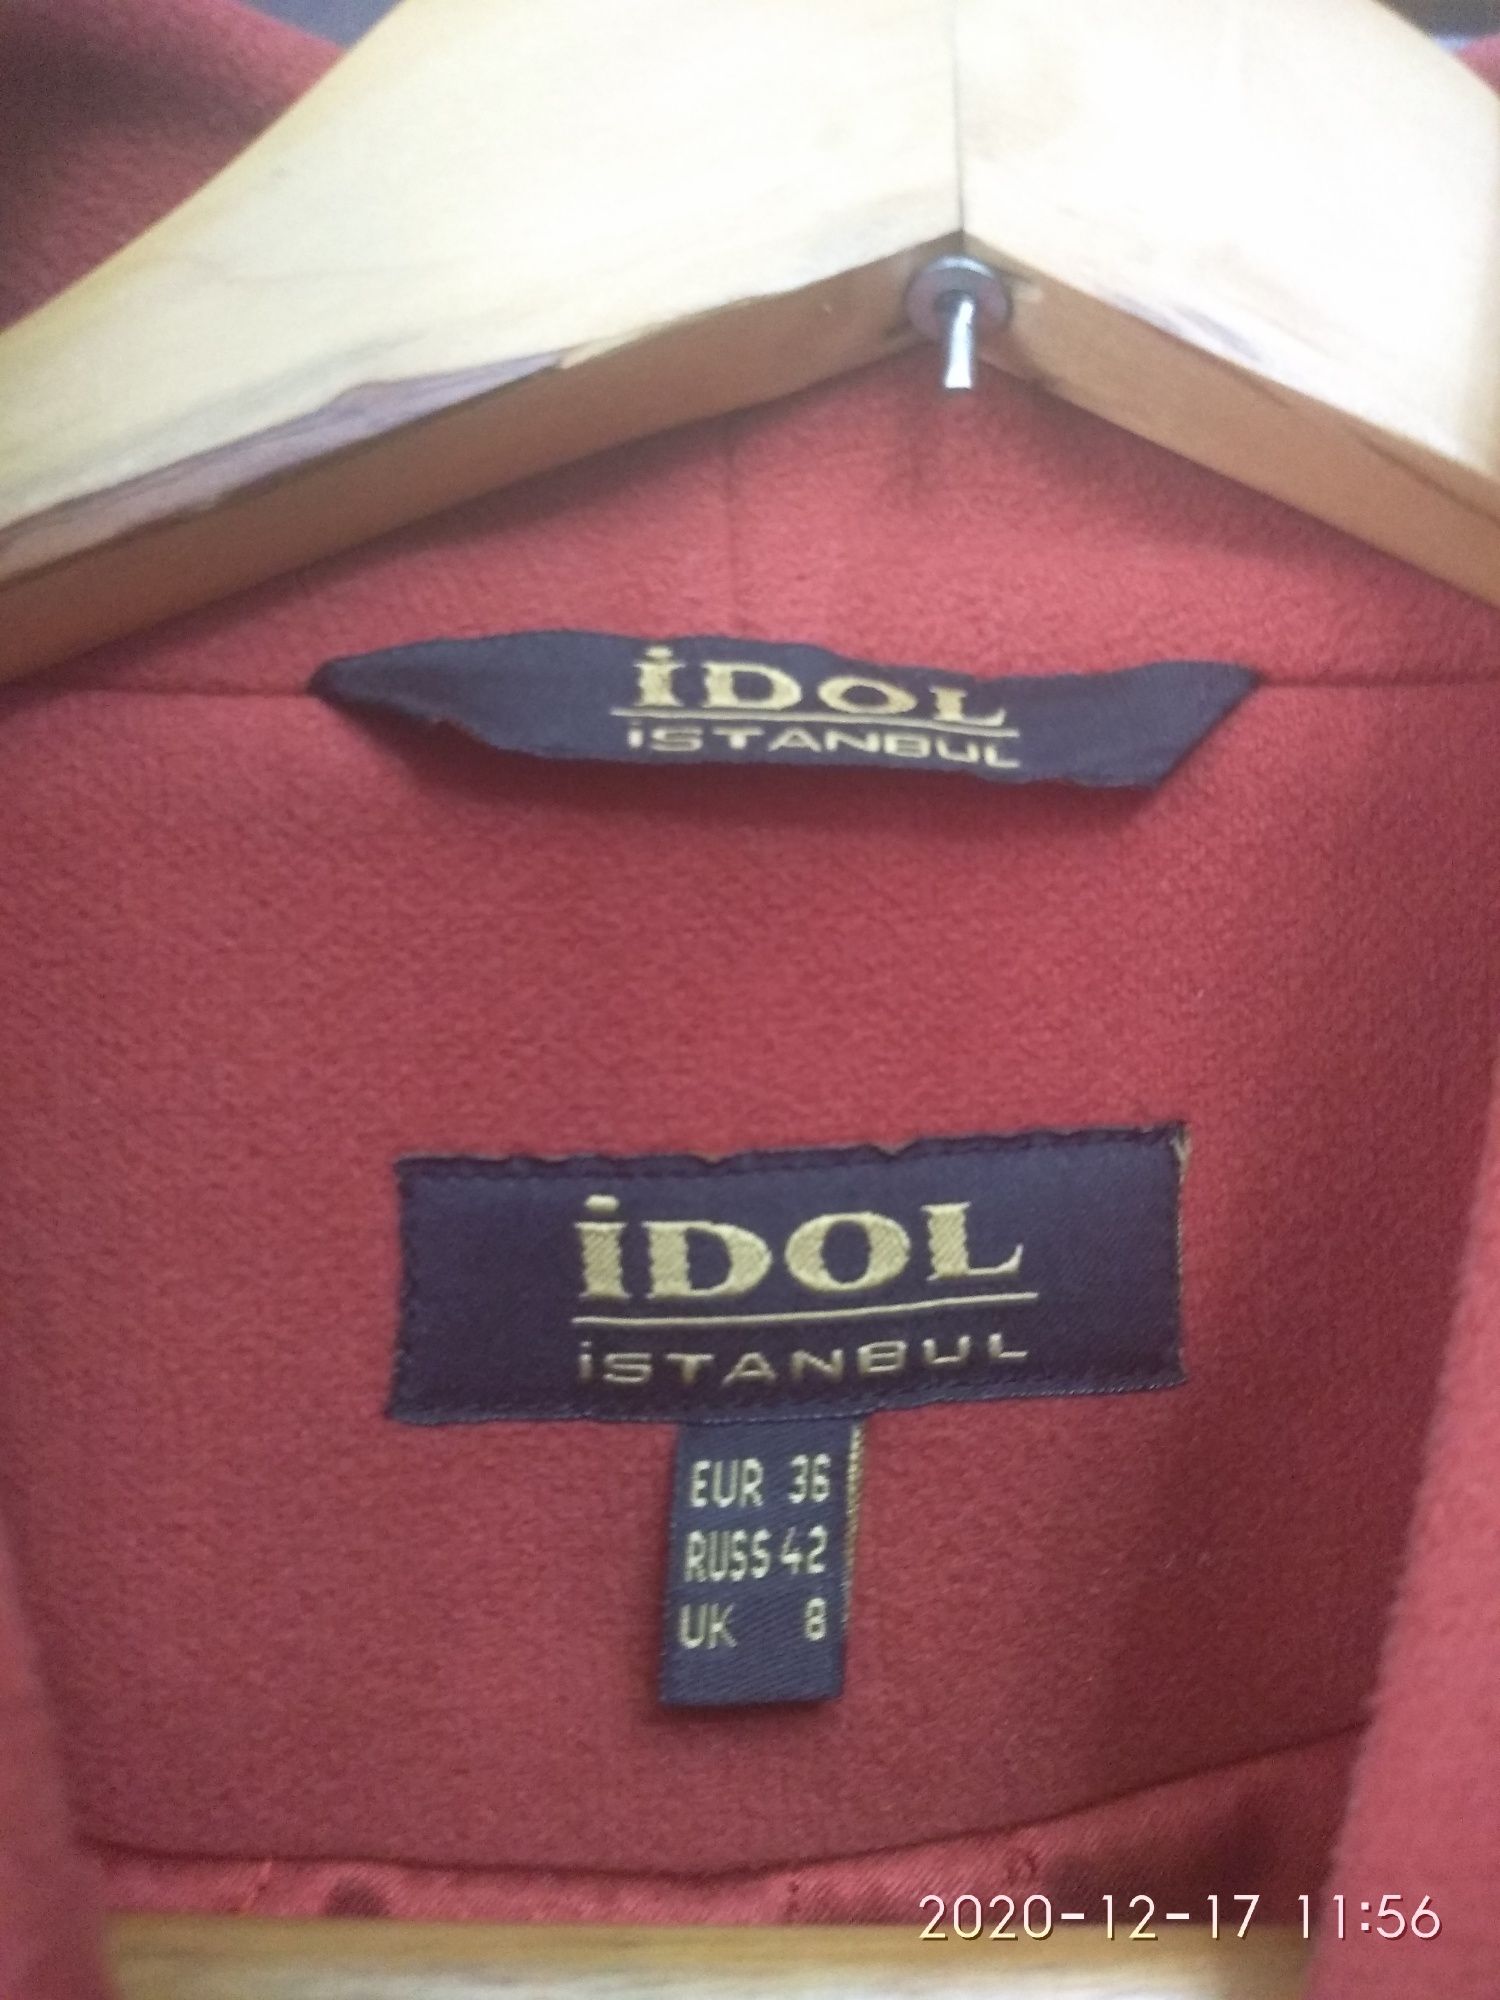 İDOL
İSTANBUL
İDOL
İSTANBUL
EUR 36
RUSS 42
UK 8
2020-12-17 11:56